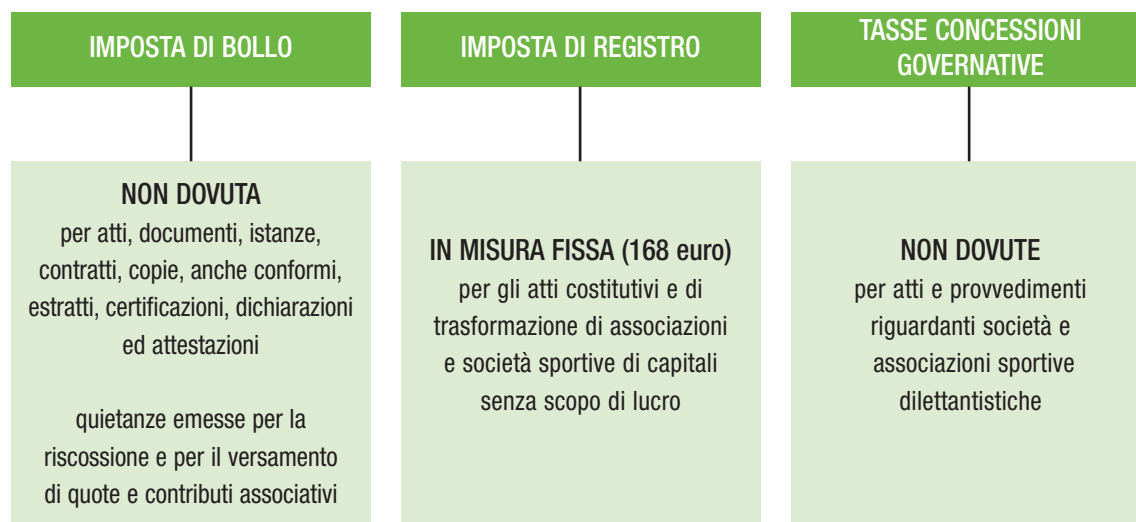 IMPOSTA DI BOLLO
NON DOVUTA
per atti, documenti, istanze,
contratti, copie, anche conformi,
estratti, certificazioni, dichiarazioni
ed attestazioni
quietanze emesse per la
riscossione e per il versamento
di quote e contributi associativi
IMPOSTA DI REGISTRO
IN MISURA FISSA (168 euro)
per gli atti costitutivi e di
trasformazione di associazioni
e società sportive di capitali
senza scopo di lucro
TASSE CONCESSIONI
GOVERNATIVE
NON DOVUTE
per atti e provvedimenti
riguardanti società e
associazioni sportive
dilettantistiche